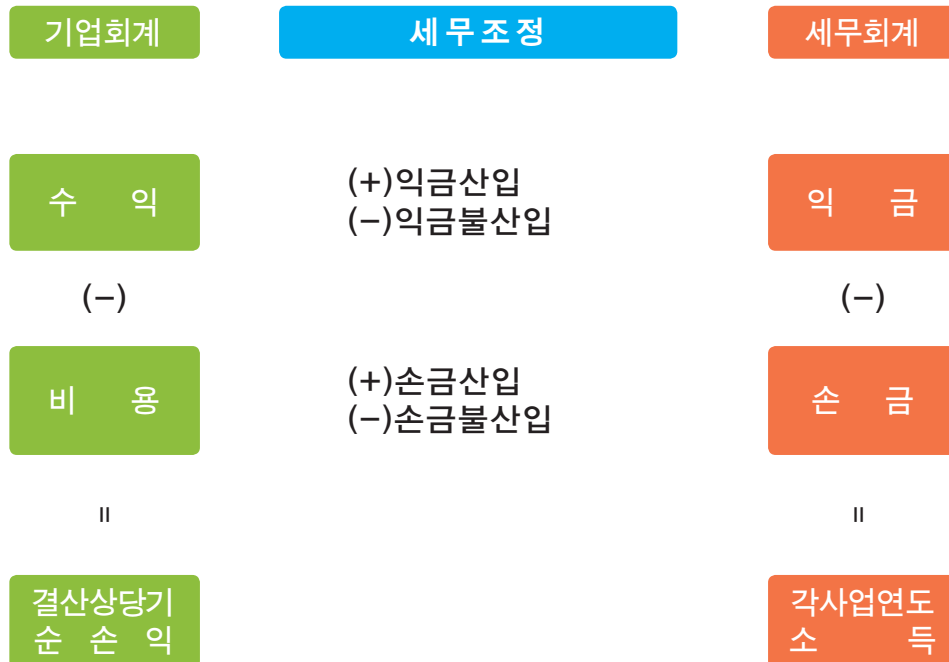 기업회계 세무조정 세무회계
수 익 (+)익금산입 익 금
(−)익금불산입
(−) (−)
비 용 (+)손금산입 손 금
(−)손금불산입
= =
결산상당기 각사업연도
순 손 익 소 득